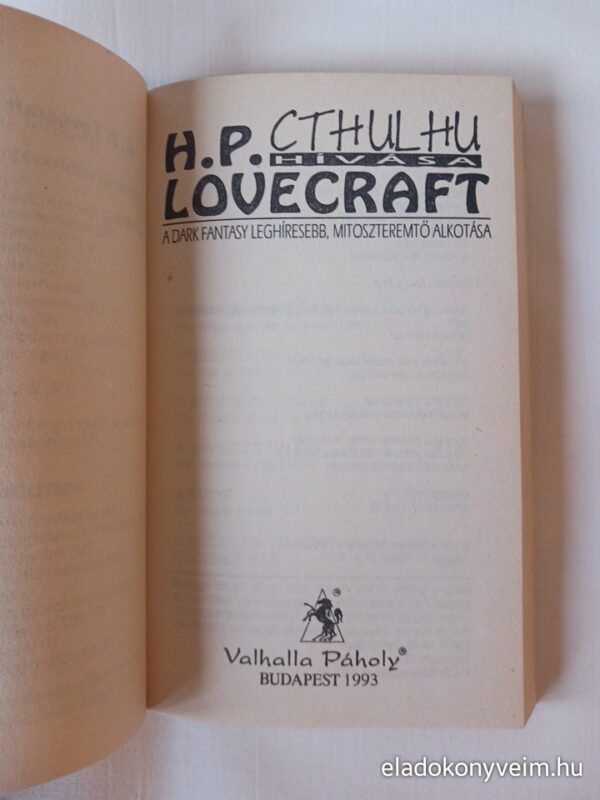 CTHULHU
H.P. HÍVÁSA
LOVECRAFT
A DARK FANTASY LEGHÍRESEBB, MITOSZTEREMTŐ ALKOTÁSA
®
Valhalla Páholy®
BUDAPEST 1993
eladokonyveim.hu